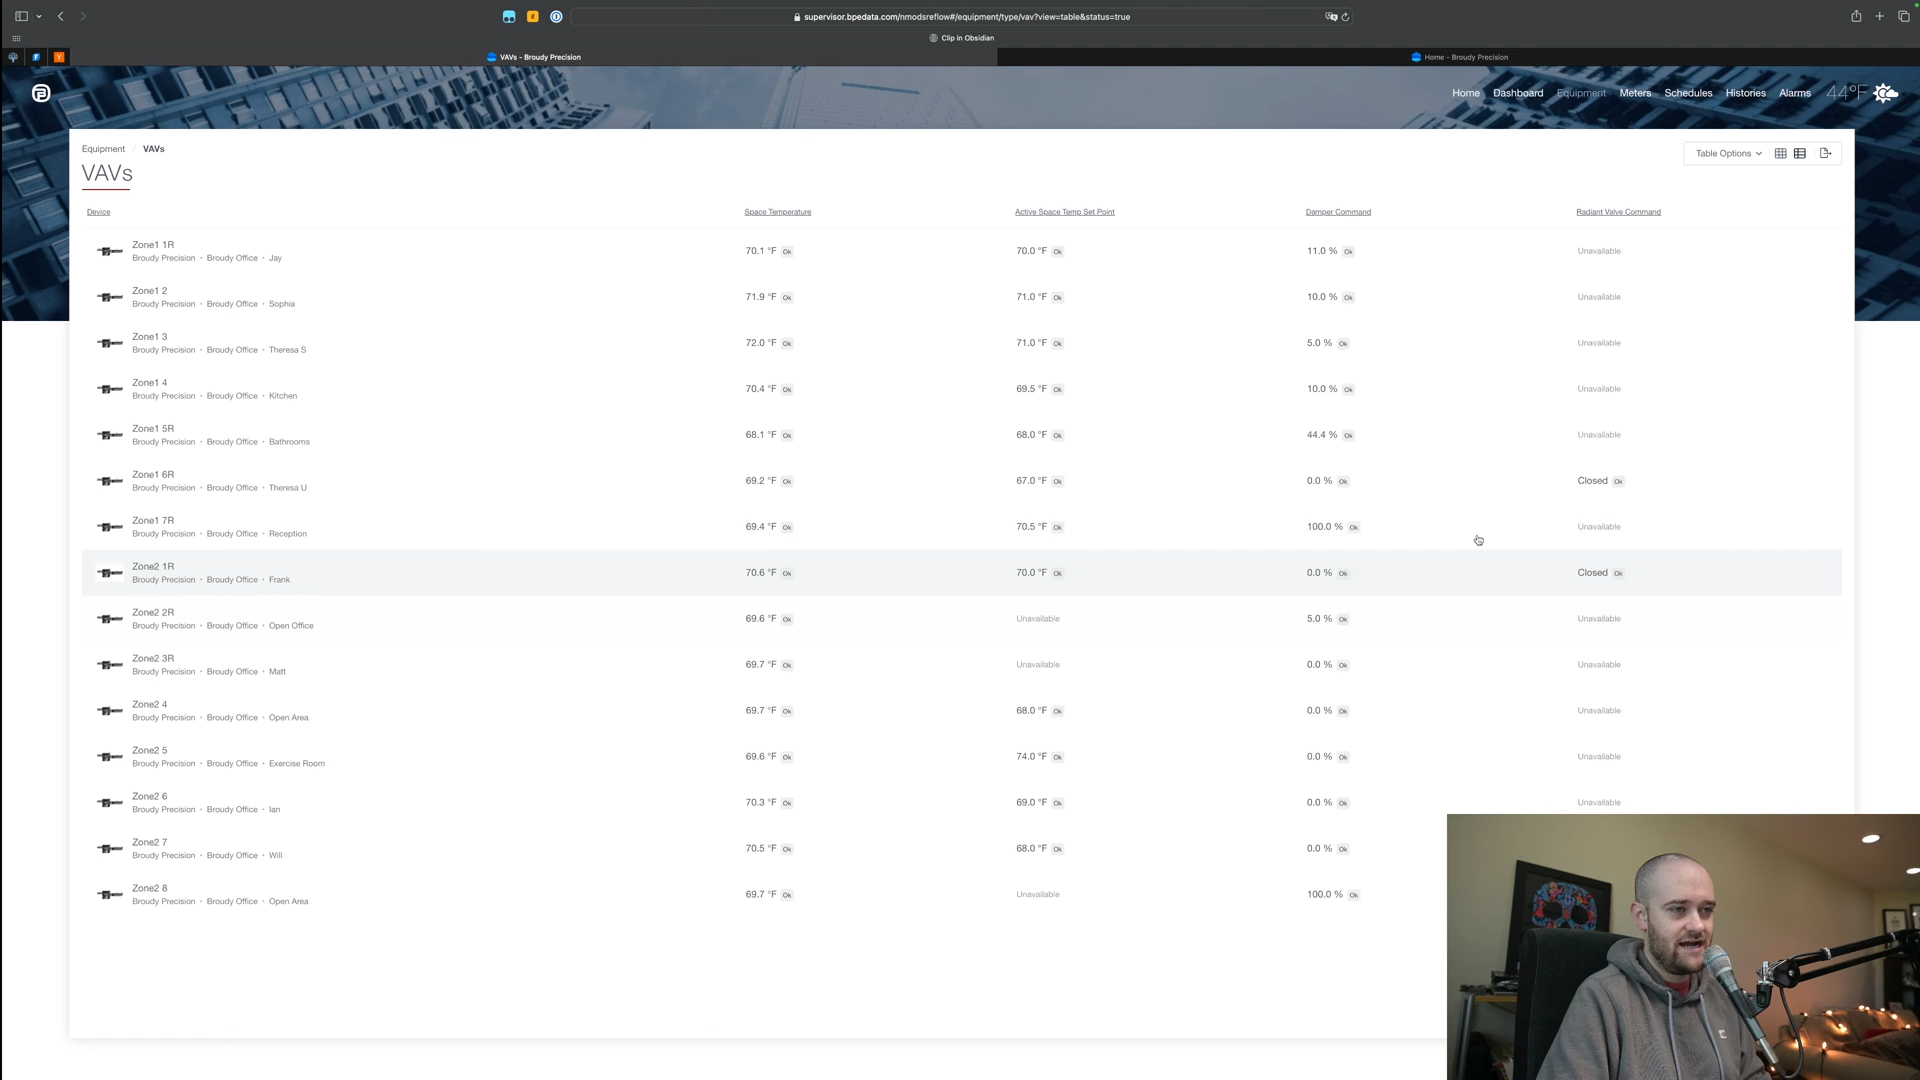 supervisor.bpedata.com/nmodsreflow#/equipment/type/vav?view=table&status=true
Clip in Obsidian
VAVs - Broudy Precision
Home - Broudy Precision
Home Dashboard Equipment Meters Schedules Histories Alarms 44°F
Equipment / VAVs
Table Options
VAVs
Device Space Temperature Active Space Temp Set Point Damper Command Radiant Valve Command
Zone1 1R
Broudy Precision • Broudy Office • Jay
70.1 °F Ok 70.0 °F Ok 11.0 % Ok Unavailable
Zone1 2
Broudy Precision • Broudy Office • Sophia
71.9 °F Ok 71.0 °F Ok 10.0 % Ok Unavailable
Zone1 3
Broudy Precision • Broudy Office • Theresa S
72.0 °F Ok 71.0 °F Ok 5.0 % Ok Unavailable
Zone1 4
Broudy Precision • Broudy Office • Kitchen
70.4 °F Ok 69.5 °F Ok 10.0 % Ok Unavailable
Zone1 5R
Broudy Precision • Broudy Office • Bathrooms
68.1 °F Ok 68.0 °F Ok 44.4 % Ok Unavailable
Zone1 6R
Broudy Precision • Broudy Office • Theresa U
69.2 °F Ok 67.0 °F Ok 0.0 % Ok Closed Ok
Zone1 7R
Broudy Precision • Broudy Office • Reception
69.4 °F Ok 70.5 °F Ok 100.0 % Ok Unavailable
Zone2 1R
Broudy Precision • Broudy Office • Frank
70.6 °F Ok 70.0 °F Ok 0.0 % Ok Closed Ok
Zone2 2R
Broudy Precision • Broudy Office • Open Office
69.6 °F Ok Unavailable 5.0 % Ok Unavailable
Zone2 3R
Broudy Precision • Broudy Office • Matt
69.7 °F Ok Unavailable 0.0 % Ok Unavailable
Zone2 4
Broudy Precision • Broudy Office • Open Area
69.7 °F Ok 68.0 °F Ok 0.0 % Ok Unavailable
Zone2 5
Broudy Precision • Broudy Office • Exercise Room
69.6 °F Ok 74.0 °F Ok 0.0 % Ok Unavailable
Zone2 6
Broudy Precision • Broudy Office • Ian
70.3 °F Ok 69.0 °F Ok 0.0 % Ok Unavailable
Zone2 7
Broudy Precision • Broudy Office • Will
70.5 °F Ok 68.0 °F Ok 0.0 % Ok
Zone2 8
Broudy Precision • Broudy Office • Open Area
69.7 °F Ok Unavailable 100.0 % Ok